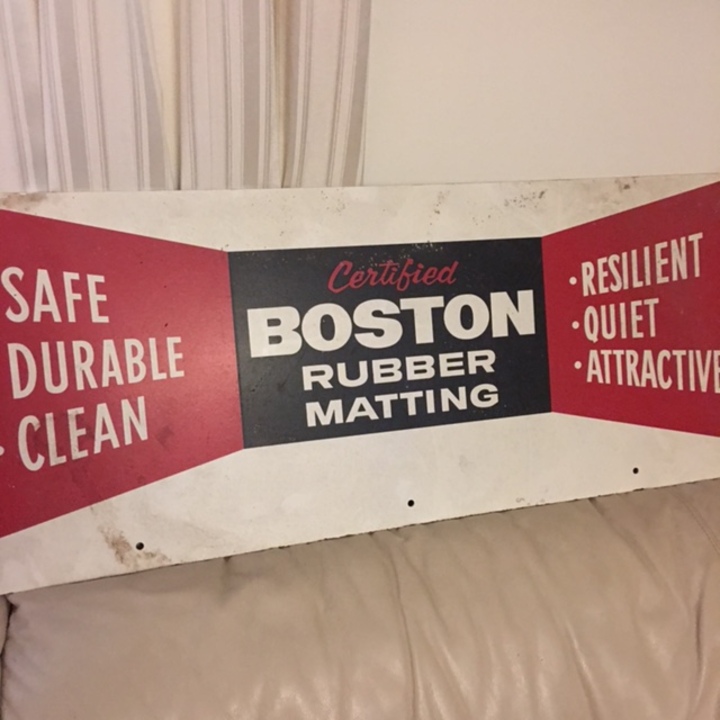 SAFE
DURABLE
• CLEAN
Certified
BOSTON
RUBBER
MATTING
• RESILIENT
• QUIET
• ATTRACTIVE